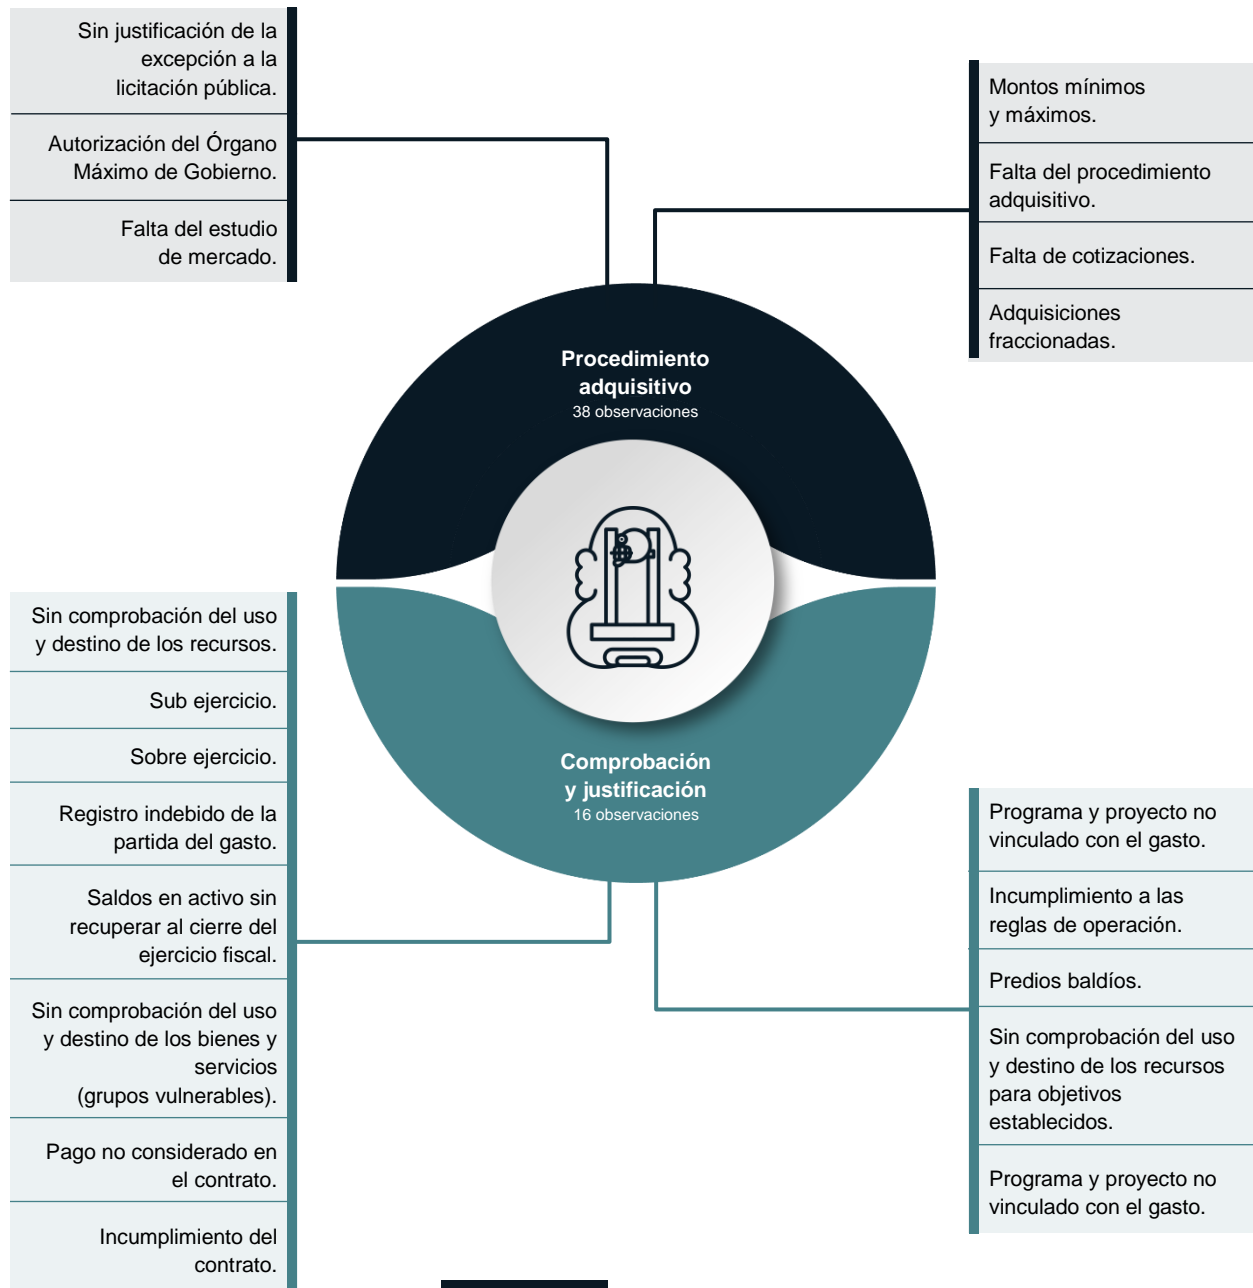 Sin justificación de la
excepción a la
licitación pública.
Autorización del Órgano
Máximo de Gobierno.
Falta del estudio
de mercado.
Montos mínimos
y máximos.
Falta del procedimiento
adquisitivo.
Falta de cotizaciones.
Adquisiciones
fraccionadas.
Procedimiento
adquisitivo
38 observaciones
Comprobación
y justificación
16 observaciones
Sin comprobación del uso
y destino de los recursos.
Sub ejercicio.
Sobre ejercicio.
Registro indebido de la
partida del gasto.
Saldos en activo sin
recuperar al cierre del
ejercicio fiscal.
Sin comprobación del uso
y destino de los bienes y
servicios
(grupos vulnerables).
Pago no considerado en
el contrato.
Incumplimiento del
contrato.
Programa y proyecto no
vinculado con el gasto.
Incumplimiento a las
reglas de operación.
Predios baldíos.
Sin comprobación del uso
y destino de los recursos
para objetivos
establecidos.
Programa y proyecto no
vinculado con el gasto.